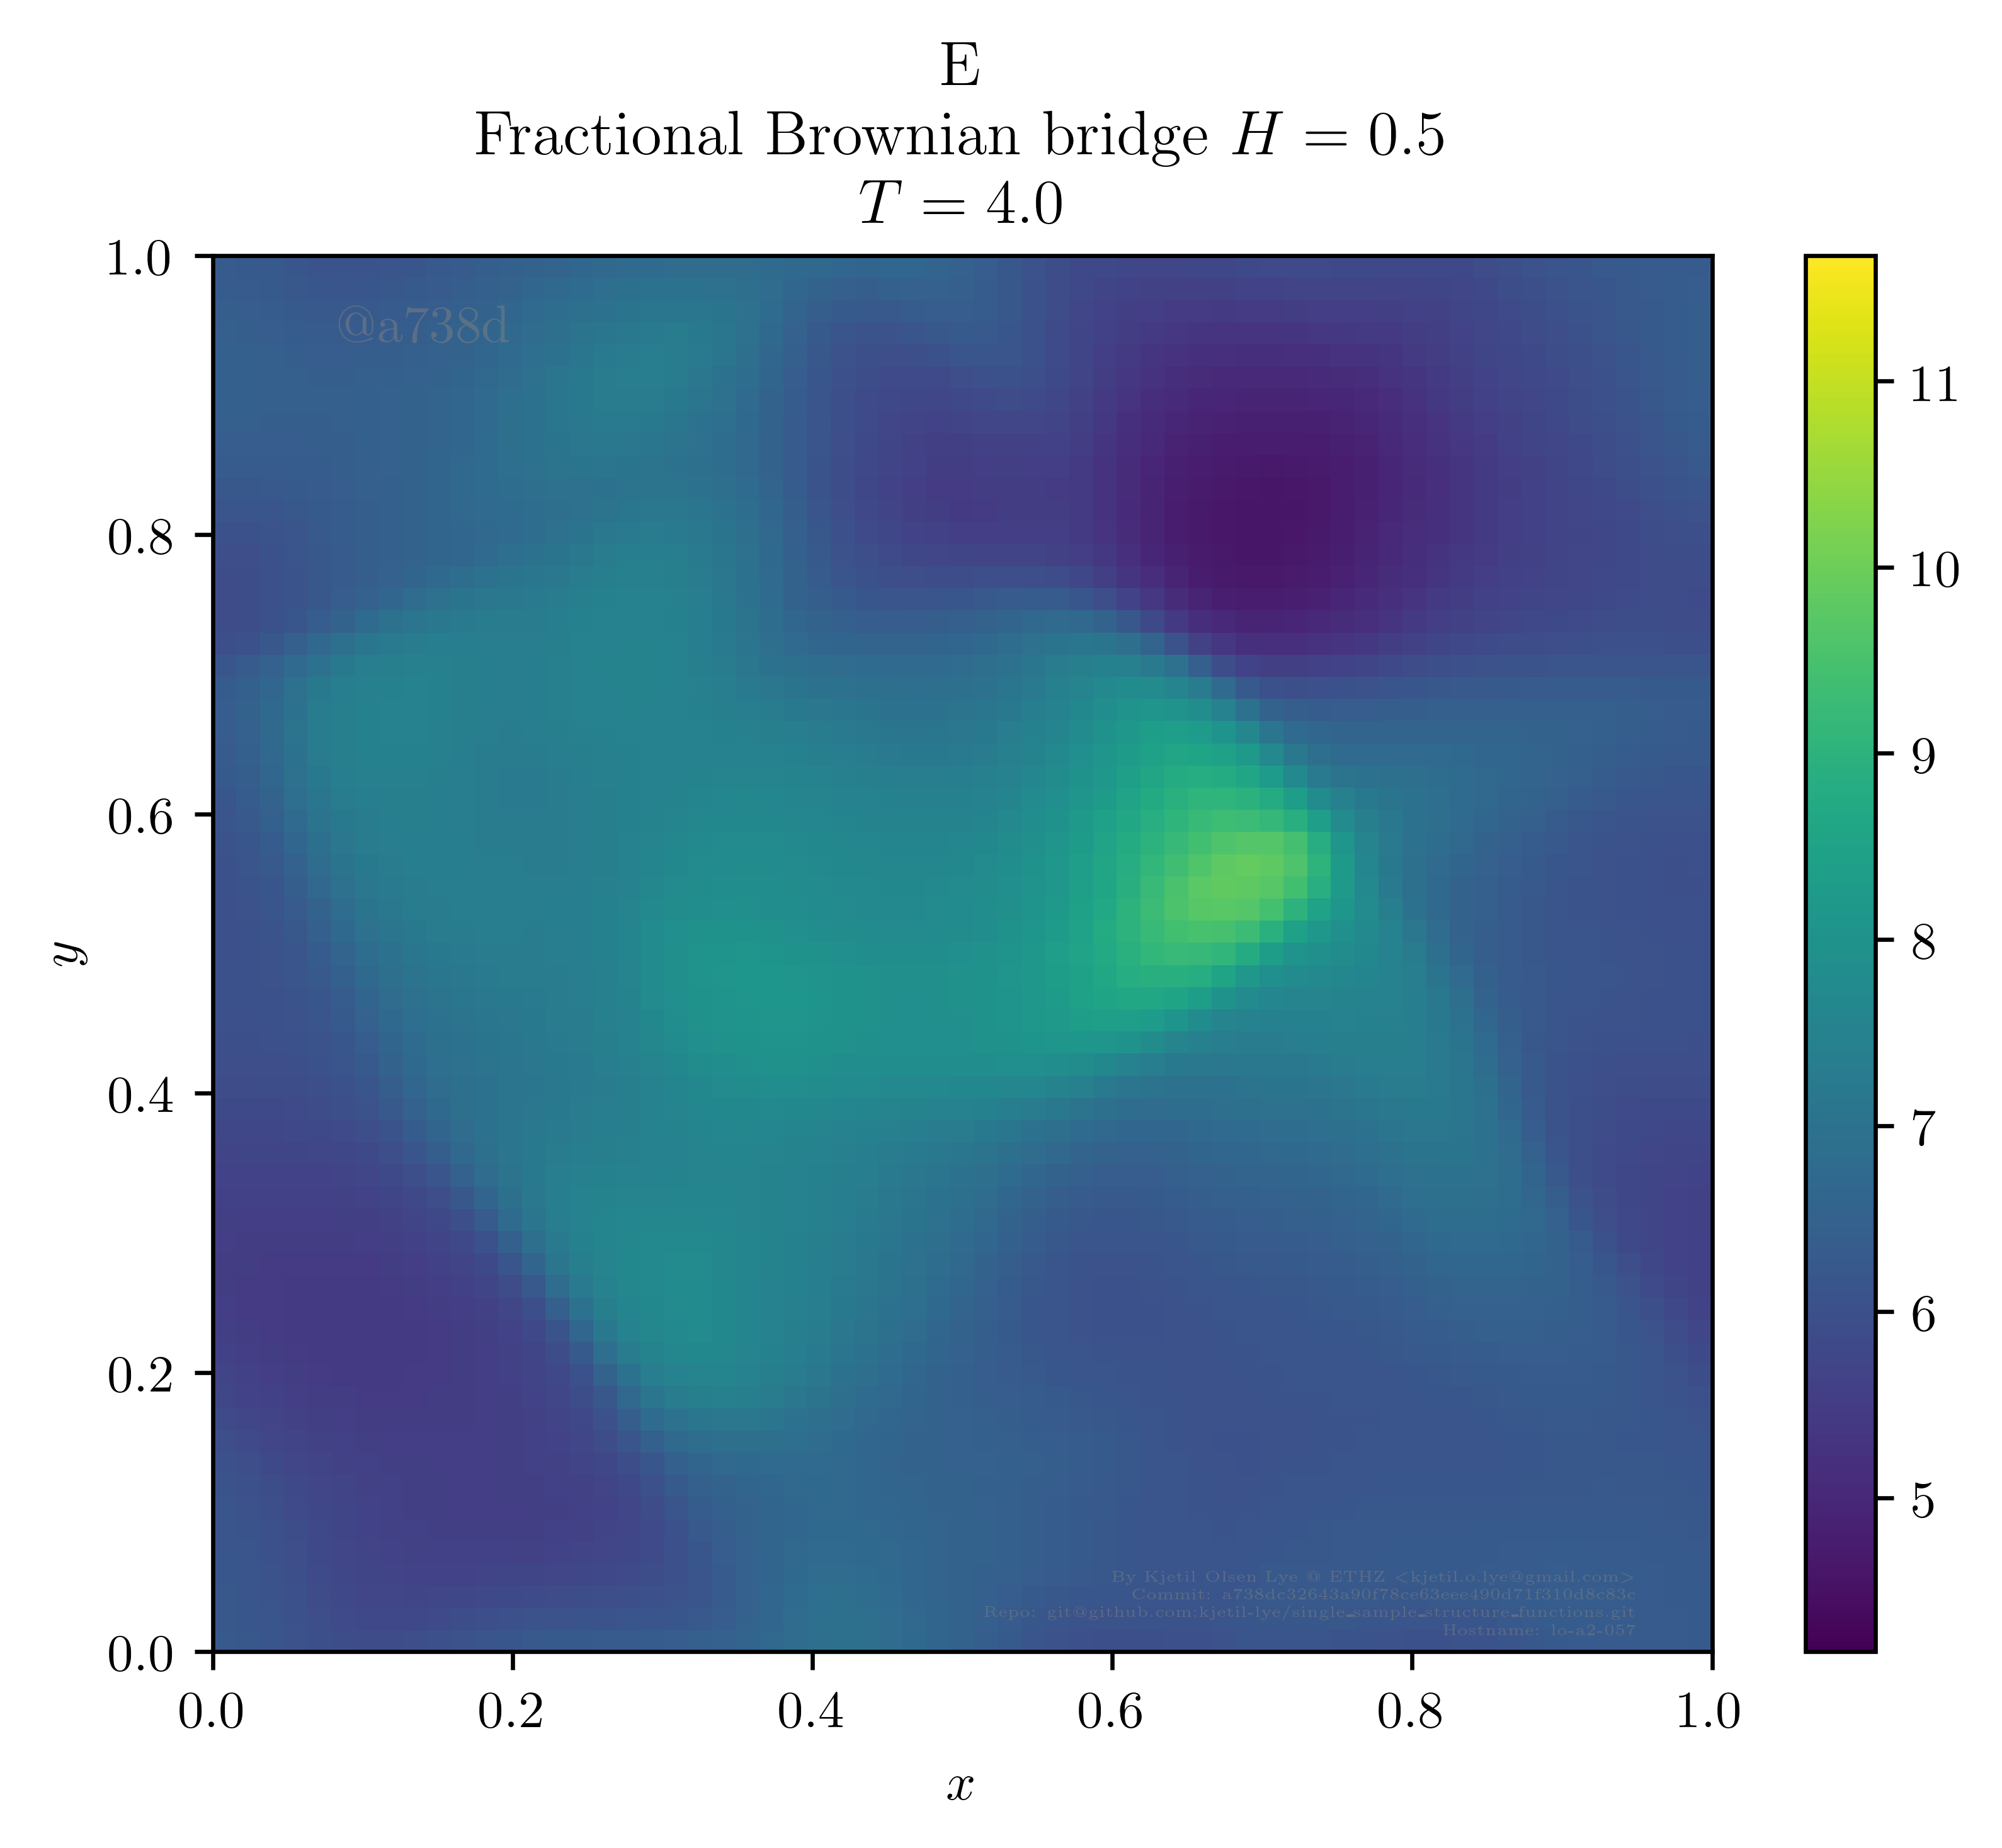 E
Fractional Brownian bridge H = 0.5
T = 4.0
1.0
0.8
0.6
0.4
0.2
0.0
y
0.0 0.2 0.4 0.6 0.8 1.0
x
11
10
9
8
7
6
5
@a738d
By Kjetil Olsen Lye @ ETHZ <kjetil.o.lye@gmail.com>
Commit: a738dc32643a90f78ce63eee490d71f310d8c83c
Repo: git@github.com:kjetil-lye/single_sample_structure_functions.git
Hostname: lo-a2-057